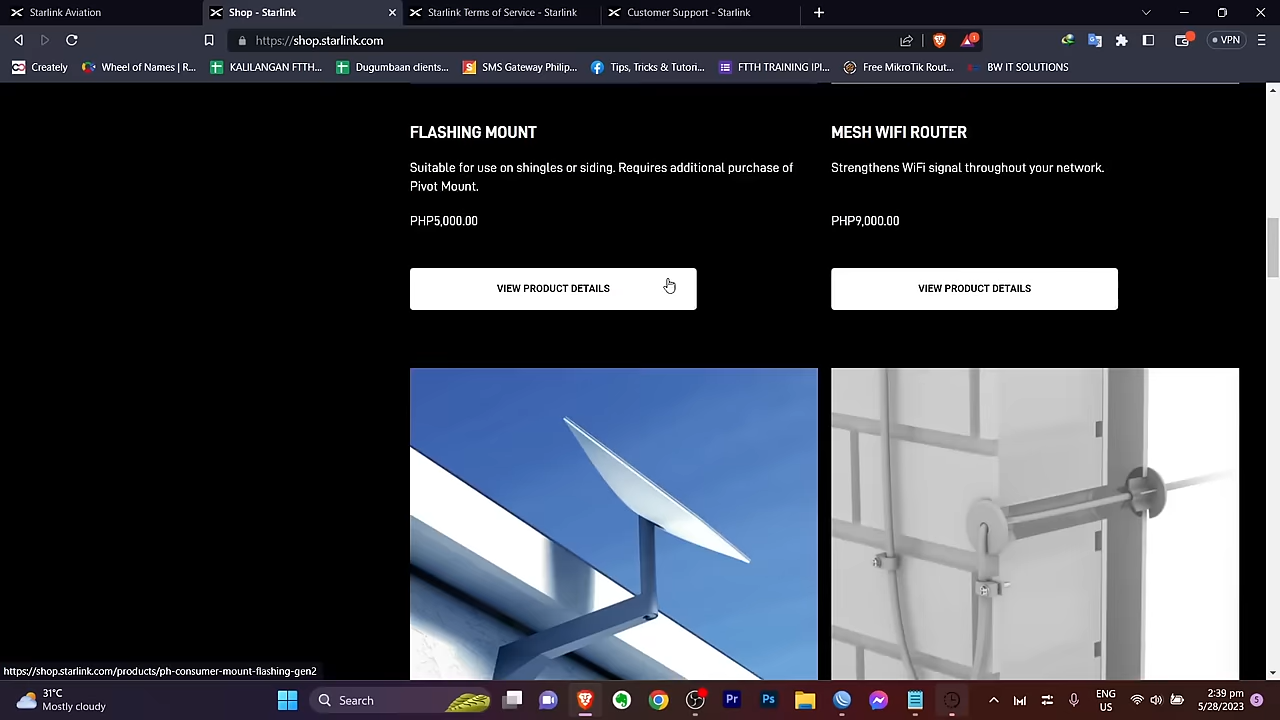 Starlink Aviation
Shop - Starlink
Starlink Terms of Service - Starlink
Customer Support - Starlink
https://shop.starlink.com
1
VPN
Creately
Wheel of Names | R...
KALILANGAN FTTH...
Dugumbaan clients...
SMS Gateway Philip...
Tips, Tricks & Tutori...
FTTH TRAINING IPI...
Free MikroTik Rout...
BW IT SOLUTIONS
FLASHING MOUNT
Suitable for use on shingles or siding. Requires additional purchase of
Pivot Mount.
PHP5,000.00
VIEW PRODUCT DETAILS
MESH WIFI ROUTER
Strengthens WiFi signal throughout your network.
PHP9,000.00
VIEW PRODUCT DETAILS
https://shop.starlink.com/products/ph-consumer-mount-flashing-gen2
31°C
Mostly cloudy
Search
Pr
Ps
ENG
US
2:39 pm
5/28/2023
5